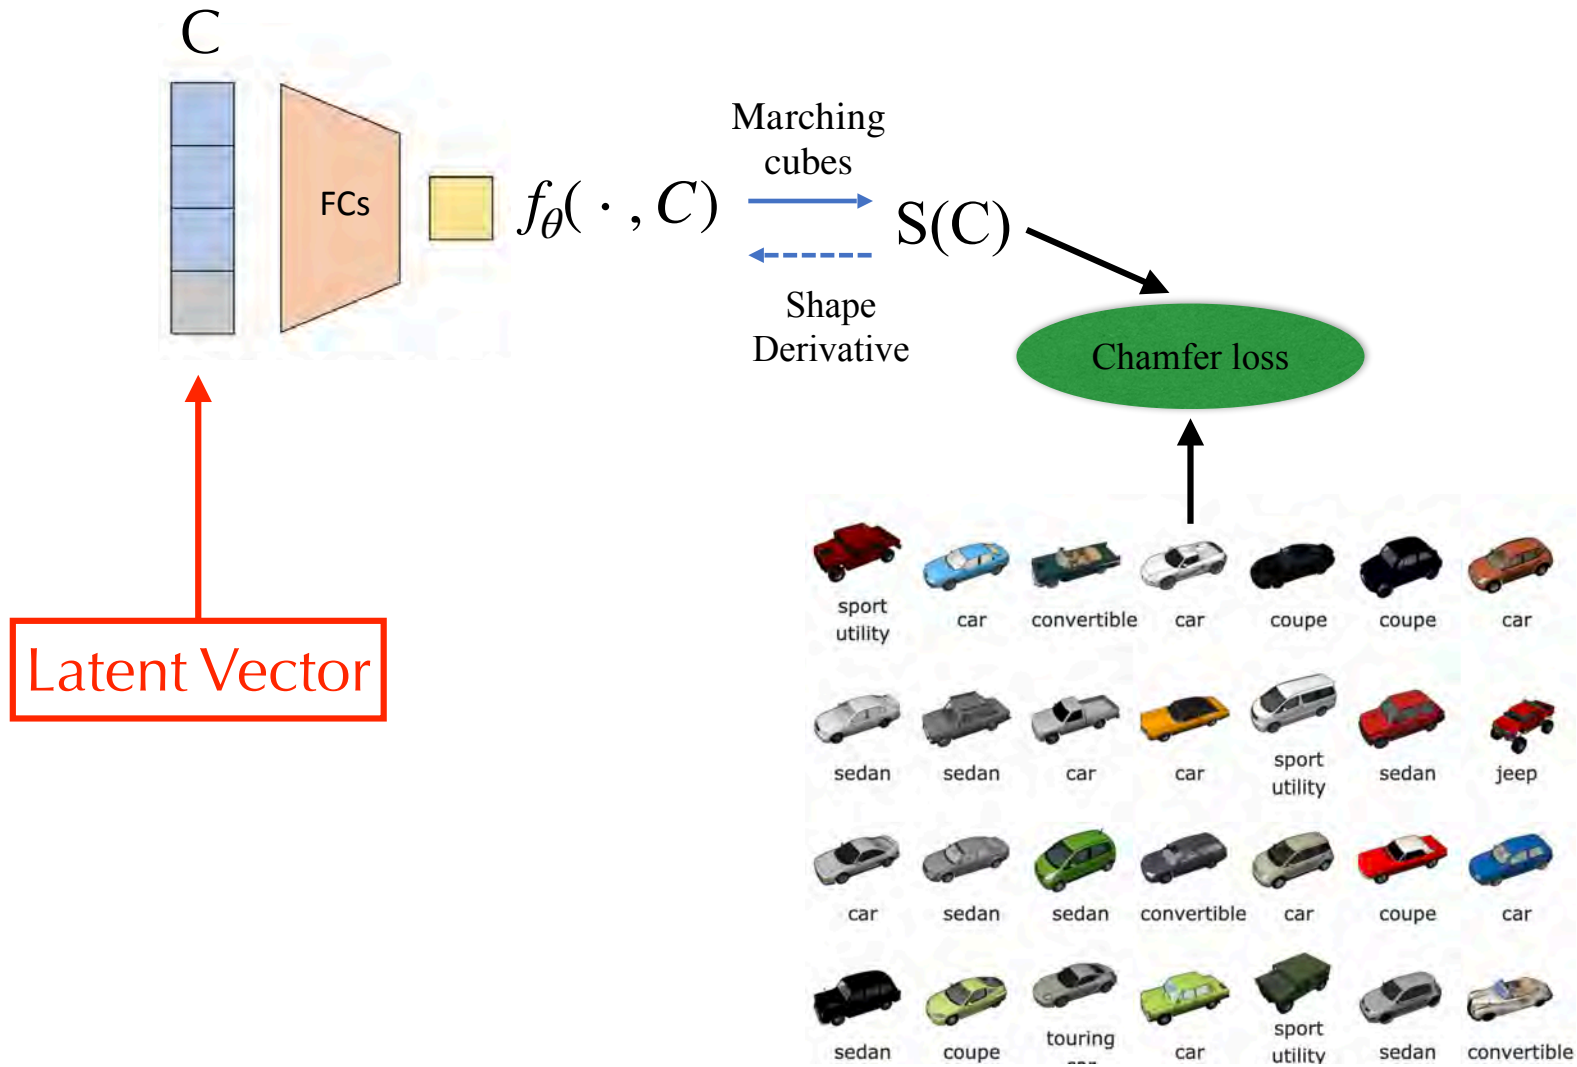 C
FCs
f_θ( · , C)
Marching
cubes
S(C)
Shape
Derivative
Chamfer loss
Latent Vector
sport
utility
car
convertible
car
coupe
coupe
car
sedan
sedan
car
car
sport
utility
sedan
jeep
car
sedan
sedan
convertible
car
coupe
car
sedan
coupe
touring
car
car
sport
utility
sedan
convertible